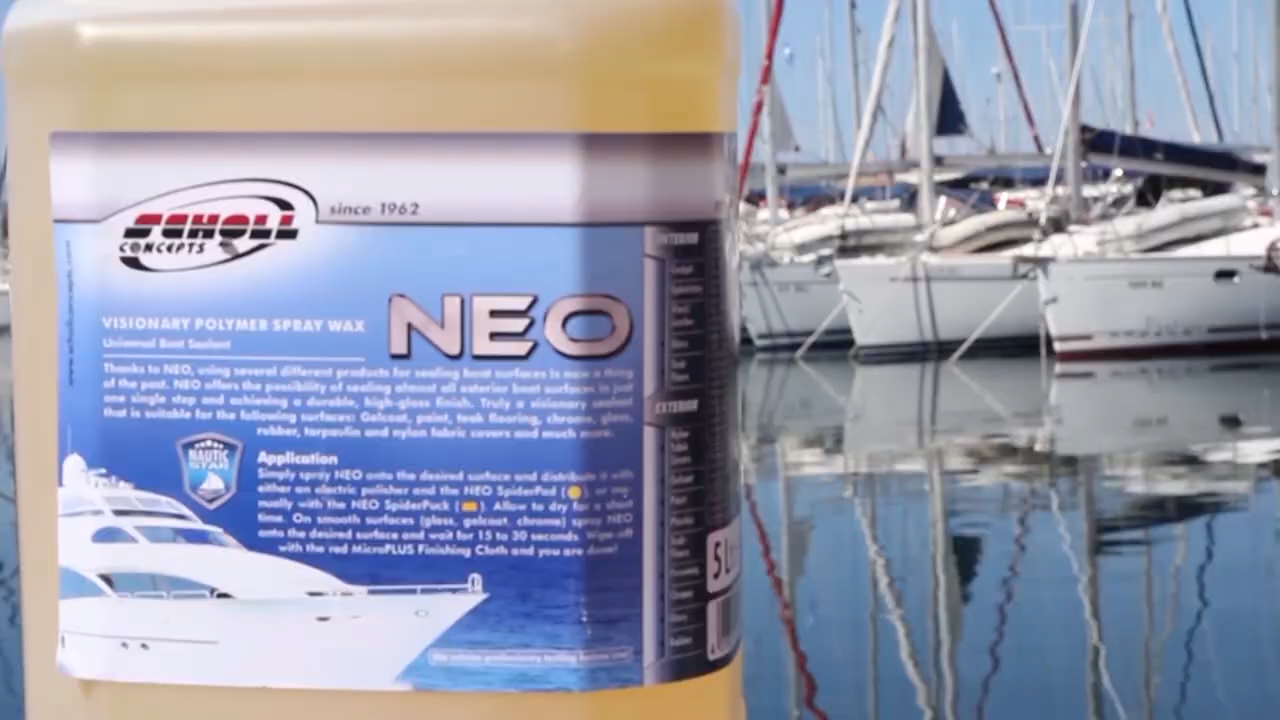 SCHOLL
CONCEPTS
since 1962
NEO
VISIONARY POLYMER SPRAY WAX
Universal Boat Sealant
Thanks to NEO, using several different products for sealing boat surfaces is now a thing
of the past. NEO offers the possibility of sealing almost all exterior boat surfaces in just
one single step and achieving a durable, high-gloss finish. Truly a visionary sealant
that is suitable for the following surfaces: Gelcoat, paint, teak flooring, chrome, glass,
rubber, tarpaulin and nylon fabric covers and much more.
NAUTIC
STAR
Application
Simply spray NEO onto the desired surface and distribute it with
either an electric polisher and the NEO SpiderPad ( ), or ma-
nually with the NEO SpiderPuck ( ). Allow to dry for a short
time. On smooth surfaces (glass, gelcoat, chrome) spray NEO
onto the desired surface and wait for 15 to 30 seconds. Wipe off
with the red MicroPLUS Finishing Cloth and you are done!
INTERIOR
EXTERIOR
5 L